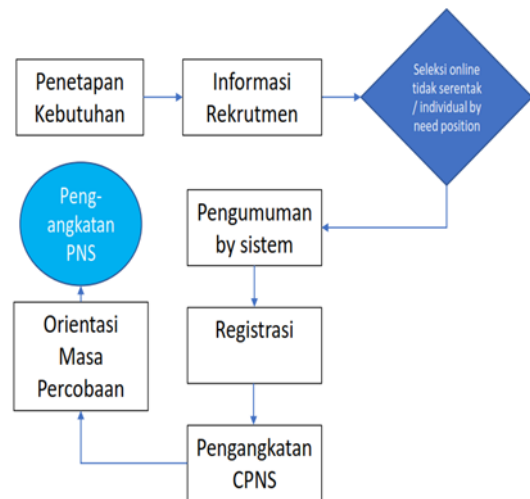 Penetapan
Kebutuhan
Informasi
Rekrutmen
Seleksi online
tidak serentak
/ individual by
need position
Pengumuman
by sistem
Registrasi
Pengangkatan
CPNS
Orientasi
Masa
Percobaan
Peng-
angkatan
PNS